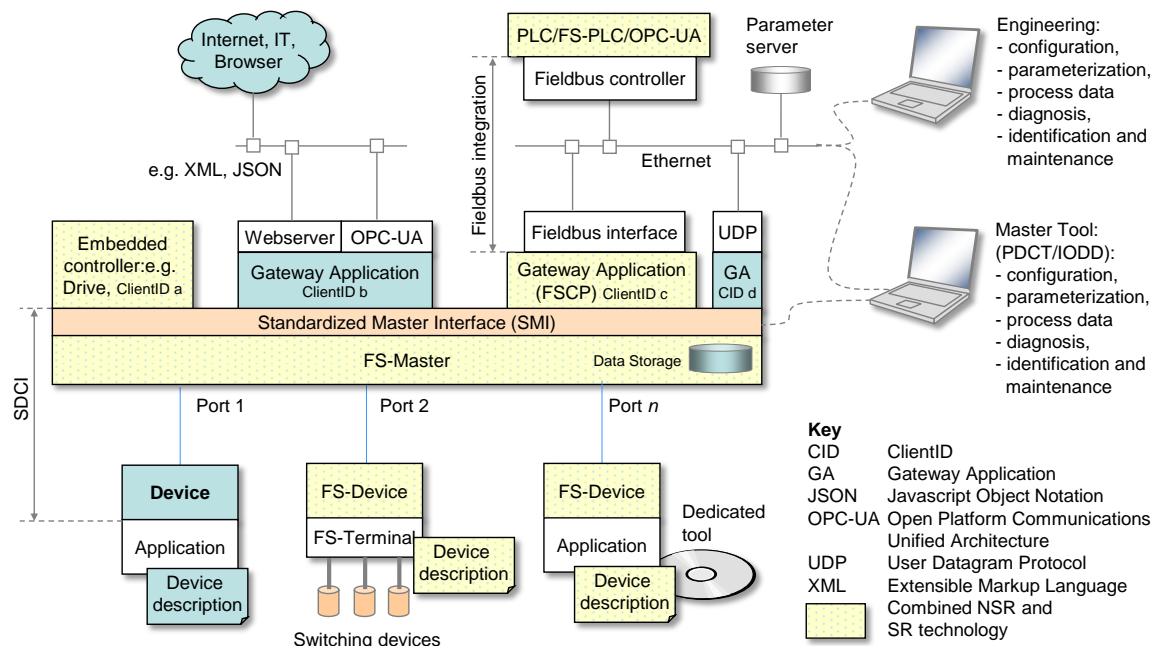 Internet, IT,
Browser
e.g. XML, JSON
PLC/FS-PLC/OPC-UA
Fieldbus controller
Fieldbus integration
Ethernet
Parameter
server
Engineering:
- configuration,
- parameterization,
- process data
- diagnosis,
- identification and
maintenance
Embedded
controller:e.g.
Drive, ClientID a
Webserver
OPC-UA
Gateway Application
ClientID b
Fieldbus interface
Gateway Application
(FSCP) ClientID c
UDP
GA
CID d
Master Tool:
(PDCT/IODD):
- configuration,
- parameterization,
- process data
- diagnosis,
- identification and
maintenance
Standardized Master Interface (SMI)
FS-Master
Data Storage
SDCI
Port 1
Port 2
Port n
Device
Application
Device
description
FS-Device
FS-Terminal
Device
description
Switching devices
FS-Device
Application
Device
description
Dedicated
tool
Key
CID ClientID
GA Gateway Application
JSON Javascript Object Notation
OPC-UA Open Platform Communications
Unified Architecture
UDP User Datagram Protocol
XML Extensible Markup Language
Combined NSR and
SR technology